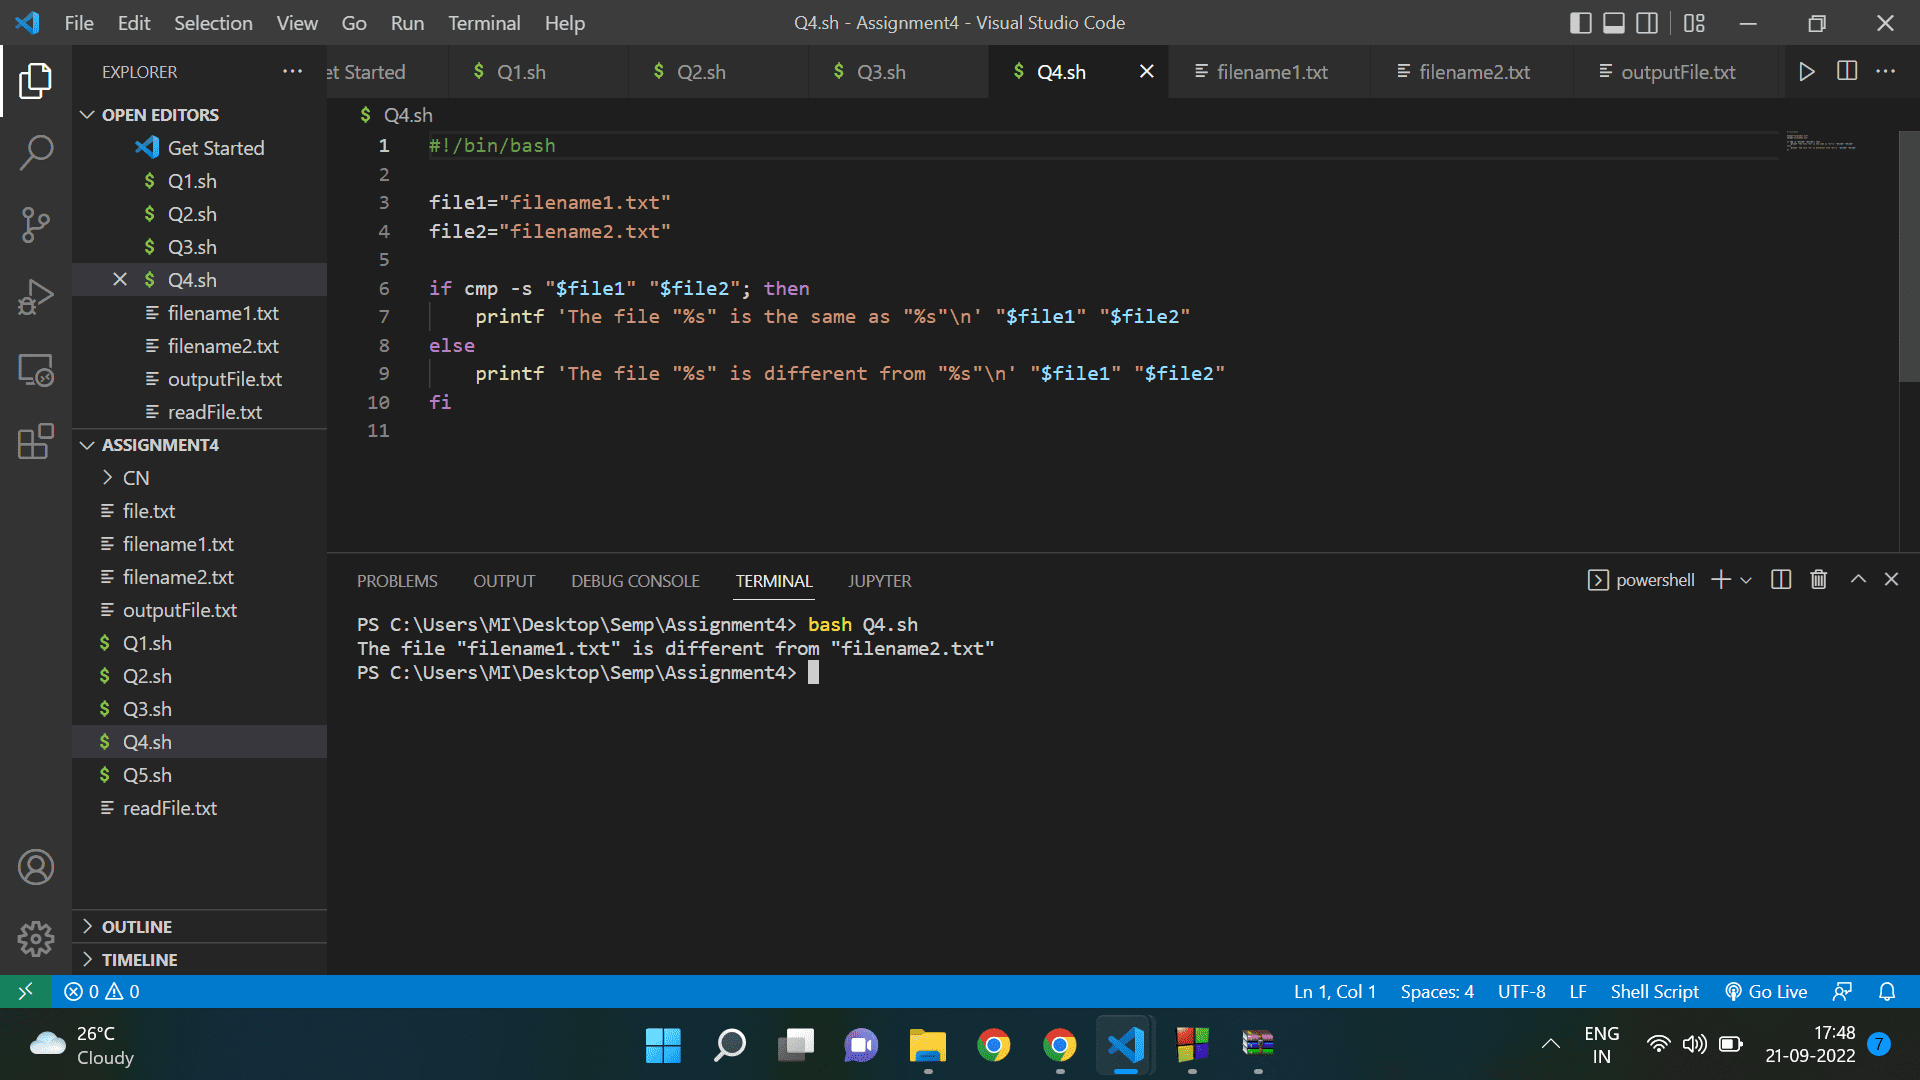 File Edit Selection View Go Run Terminal Help Q4.sh - Assignment4 - Visual Studio Code
EXPLORER
et Started Q1.sh Q2.sh Q3.sh Q4.sh filename1.txt filename2.txt outputFile.txt
OPEN EDITORS
Get Started
Q1.sh
Q2.sh
Q3.sh
Q4.sh
filename1.txt
filename2.txt
outputFile.txt
readFile.txt
ASSIGNMENT4
CN
file.txt
filename1.txt
filename2.txt
outputFile.txt
Q1.sh
Q2.sh
Q3.sh
Q4.sh
Q5.sh
readFile.txt
OUTLINE
TIMELINE
$ Q4.sh
1 #!/bin/bash
2
3 file1="filename1.txt"
4 file2="filename2.txt"
5
6 if cmp -s "$file1" "$file2"; then
7 printf 'The file "%s" is the same as "%s"\n' "$file1" "$file2"
8 else
9 printf 'The file "%s" is different from "%s"\n' "$file1" "$file2"
10 fi
11
PROBLEMS OUTPUT DEBUG CONSOLE TERMINAL JUPYTER powershell
PS C:\Users\MI\Desktop\Semp\Assignment4> bash Q4.sh
The file "filename1.txt" is different from "filename2.txt"
PS C:\Users\MI\Desktop\Semp\Assignment4>
0 0 Ln 1, Col 1 Spaces: 4 UTF-8 LF Shell Script Go Live
26°C
Cloudy
ENG
IN
17:48
21-09-2022
7